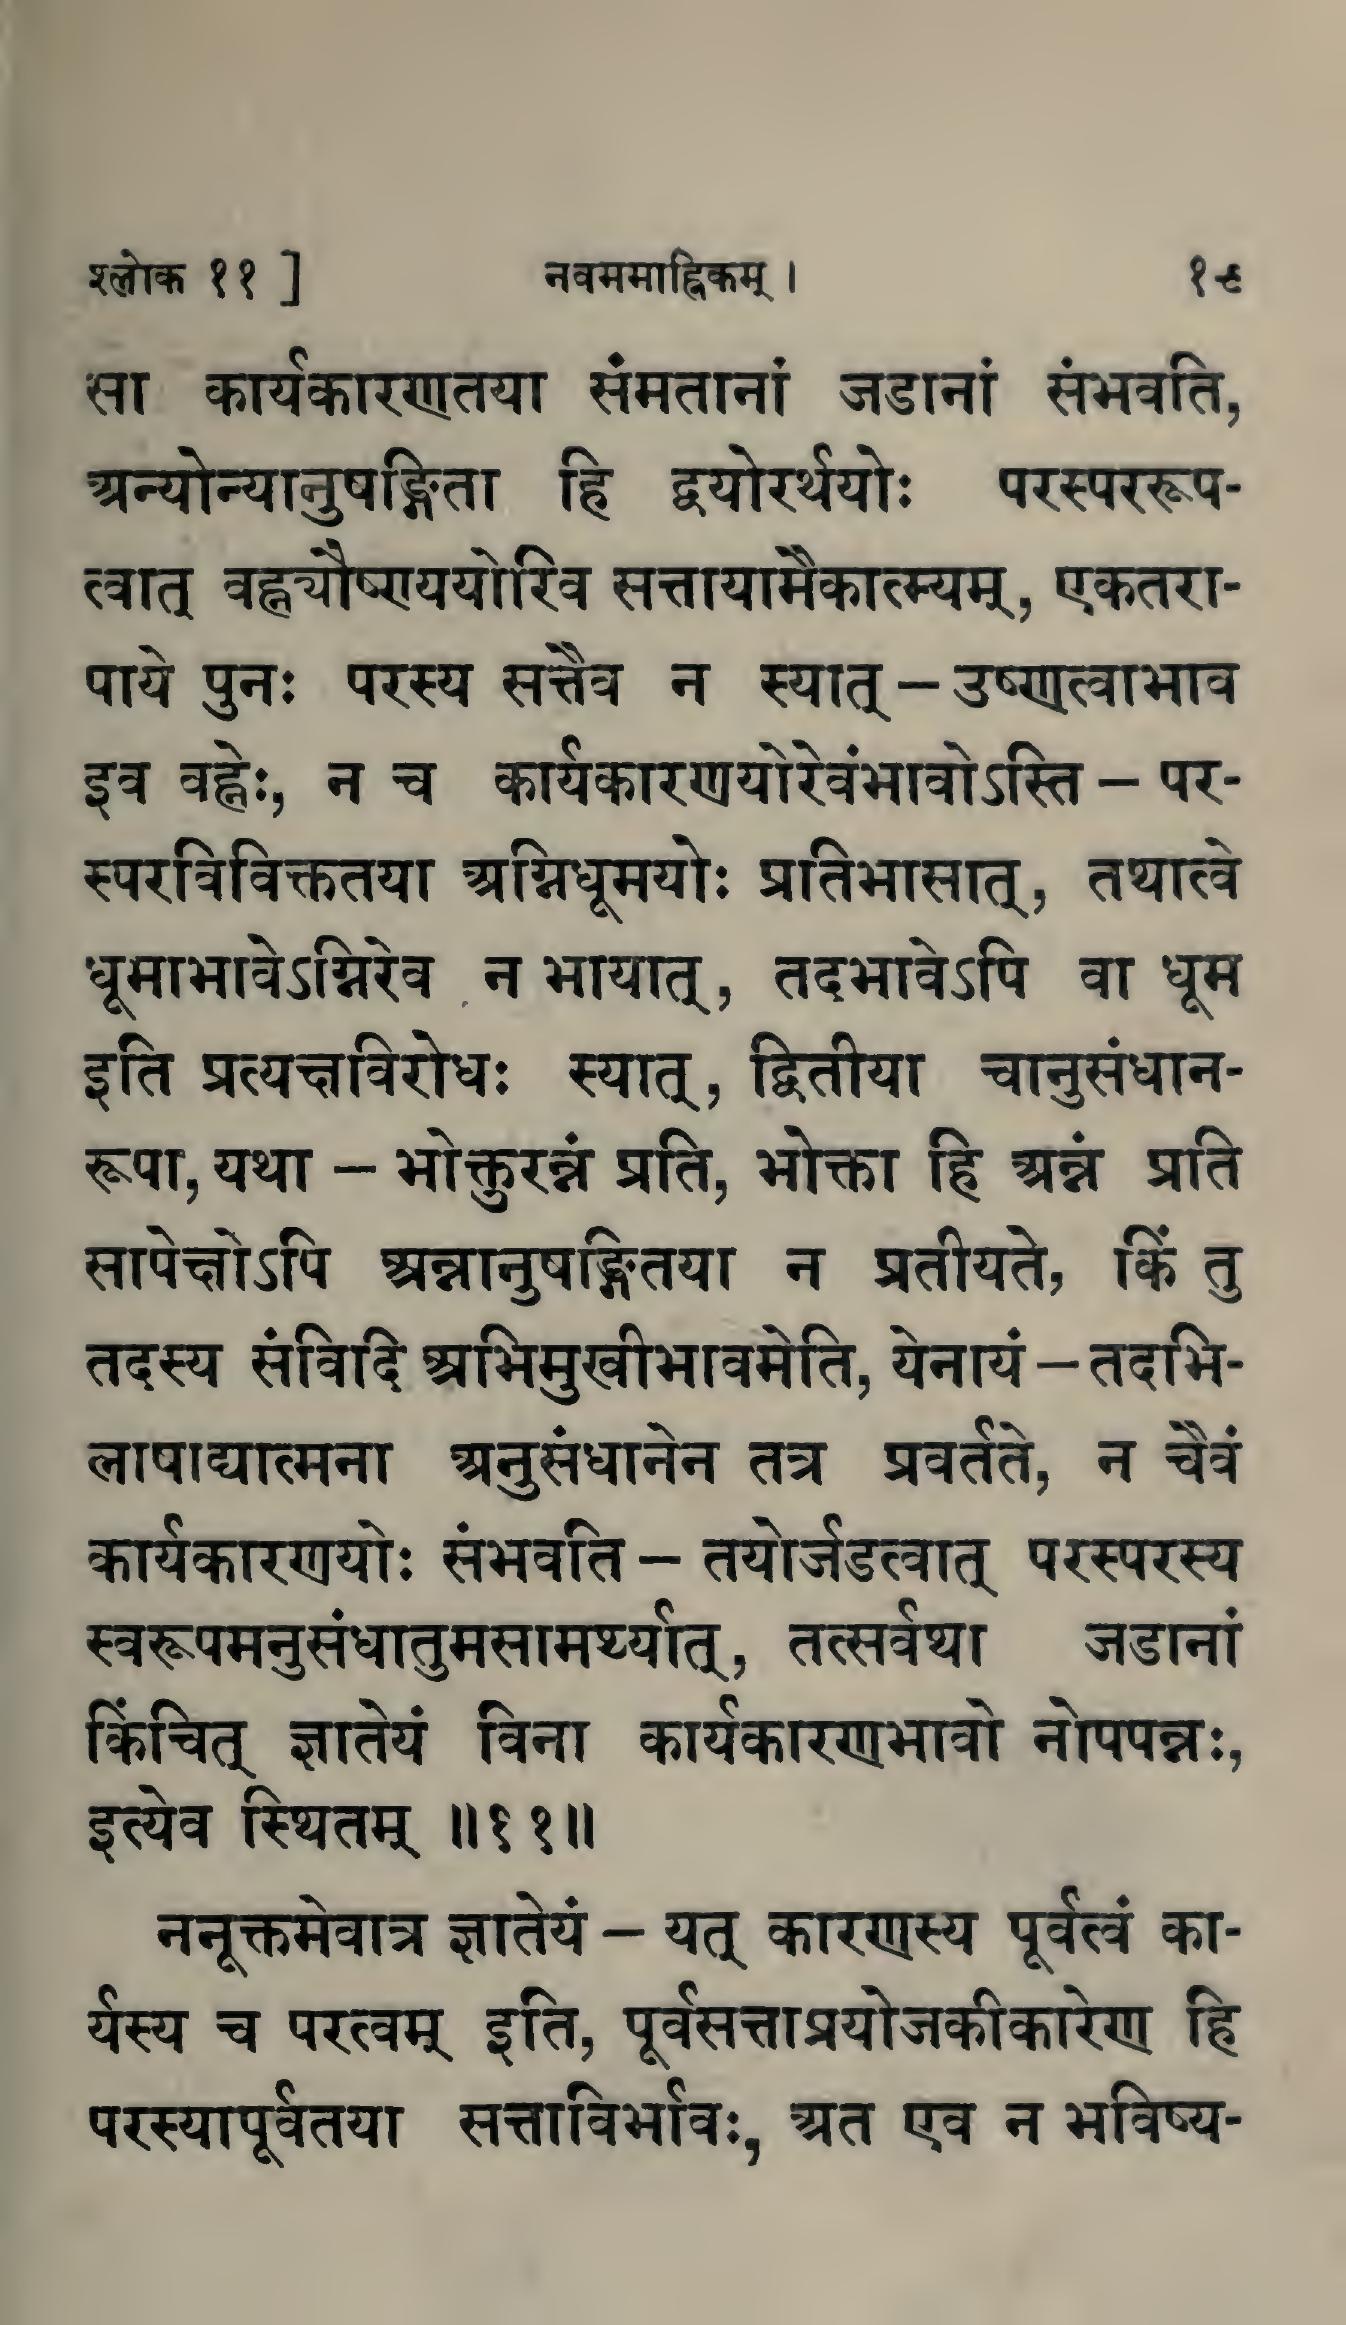 श्लोक ११ ] नवममाह्निकम् । १९
सा कार्यकारणतया संमतानां जडानां संभवति,
अन्योन्यानुषङ्गिता हि द्वयोरर्थयोः परस्पररूप-
त्वात् वह्न्यौष्ण्ययोरिव सत्तायामैकात्म्यम्, एकतरा-
पाये पुनः परस्य सत्तैव न स्यात् – उष्णत्वाभाव
इव वह्नेः, न च कार्यकारणयोरेवंभावोऽस्ति – पर-
स्परविविक्ततया अग्निधूमयोः प्रतिभासात्, तथात्वे
धूमाभावेऽग्निरेव न भायात्, तदभावेऽपि वा धूम
इति प्रत्यक्षविरोधः स्यात्, द्वितीया चानुसंधान-
रूपा, यथा – भोक्तुरन्नं प्रति, भोक्ता हि अन्नं प्रति
सापेक्षोऽपि अन्नानुषङ्गितया न प्रतीयते, किं तु
तदस्य संविदि अभिमुखीभावमेति, येनायं – तदभि-
लाषाद्यात्मना अनुसंधानेन तत्र प्रवर्तते, न चैवं
कार्यकारणयोः संभवति – तयोर्जडत्वात् परस्परस्य
स्वरूपमनुसंधातुमसामर्थ्यात्, तत्सर्वथा जडानां
किंचित् ज्ञातेयं विना कार्यकारणभावो नोपपन्नः,
इत्येव स्थितम् ॥११॥
ननूक्तमेवात्र ज्ञातेयं – यत् कारणस्य पूर्वत्वं का-
र्यस्य च परत्वम् इति, पूर्वसत्ताप्रयोजकीकारेण हि
परस्यापूर्वतया सत्ताविर्भावः, अत एव न भविष्य-